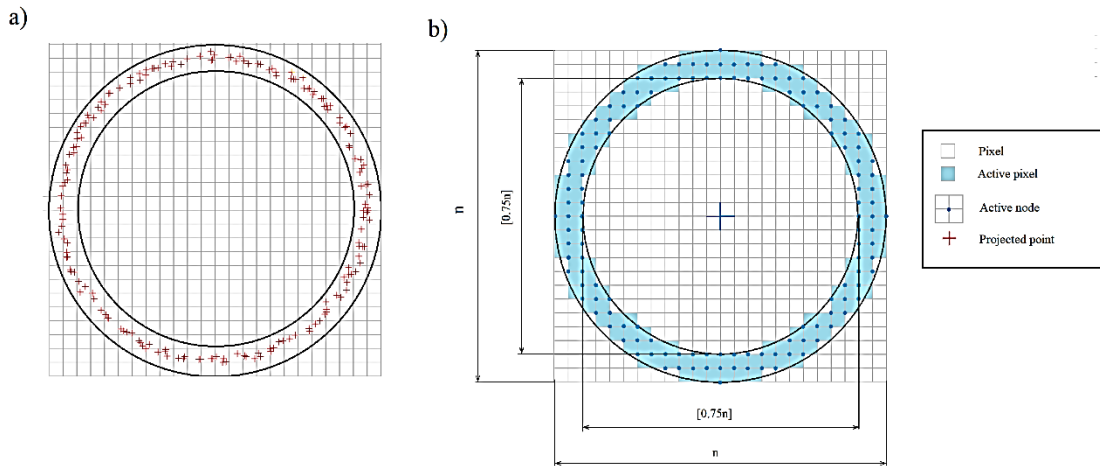 a)
b)
n
[0,75n]
[0,75n]
n
Pixel
Active pixel
Active node
Projected point